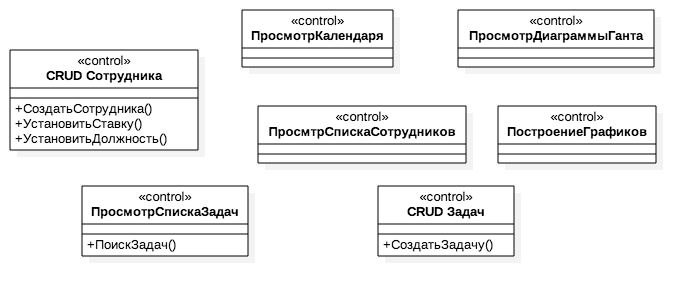 «control»
ПросмотрКалендаря
«control»
ПросмотрДиаграммыГанта
«control»
CRUD Сотрудника
+СоздатьСотрудника()
+УстановитьСтавку()
+УстановитьДолжность()
«control»
ПросмтрСпискаСотрудников
«control»
ПостроениеГрафиков
«control»
ПросмотрСпискаЗадач
+ПоискЗадач()
«control»
CRUD Задач
+СоздатьЗадачу()